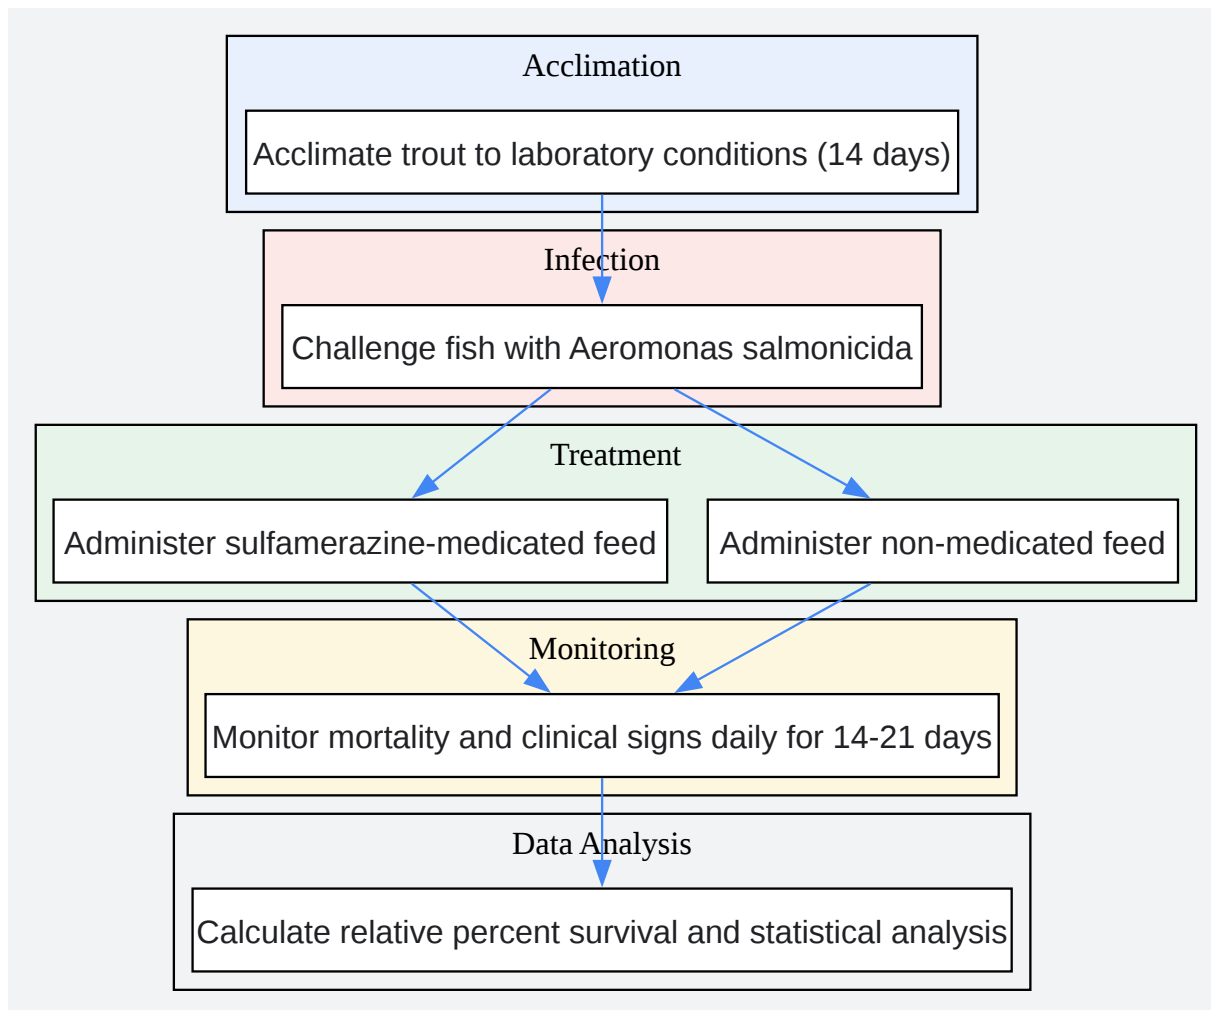 Acclimation
Acclimate trout to laboratory conditions (14 days)
Infection
Challenge fish with Aeromonas salmonicida
Treatment
Administer sulfamerazine-medicated feed
Administer non-medicated feed
Monitoring
Monitor mortality and clinical signs daily for 14-21 days
Data Analysis
Calculate relative percent survival and statistical analysis